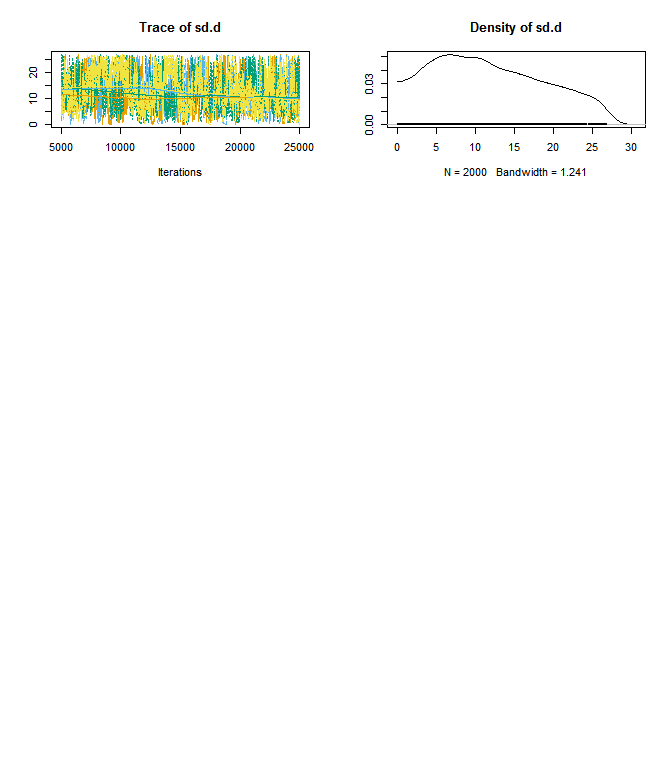 Trace of sd.d
0 10 20
5000 10000 15000 20000 25000
Iterations
Density of sd.d
0.00 0.03
0 5 10 15 20 25 30
N = 2000 Bandwidth = 1.241